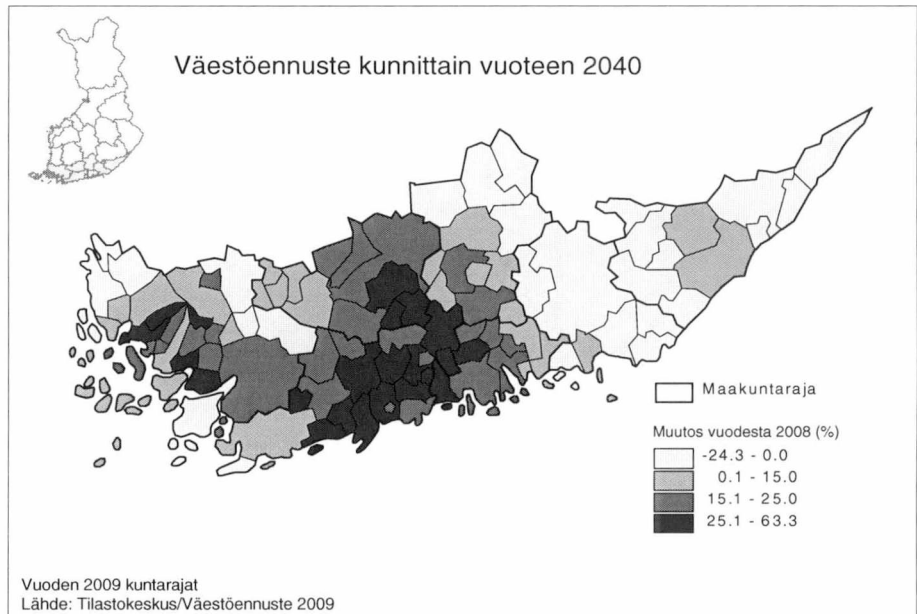 Väestöennuste kunnittain vuoteen 2040
Maakuntaraja
Muutos vuodesta 2008 (%)
-24.3 - 0.0
0.1 - 15.0
15.1 - 25.0
25.1 - 63.3
Vuoden 2009 kuntarajat
Lähde: Tilastokeskus/Väestöennuste 2009